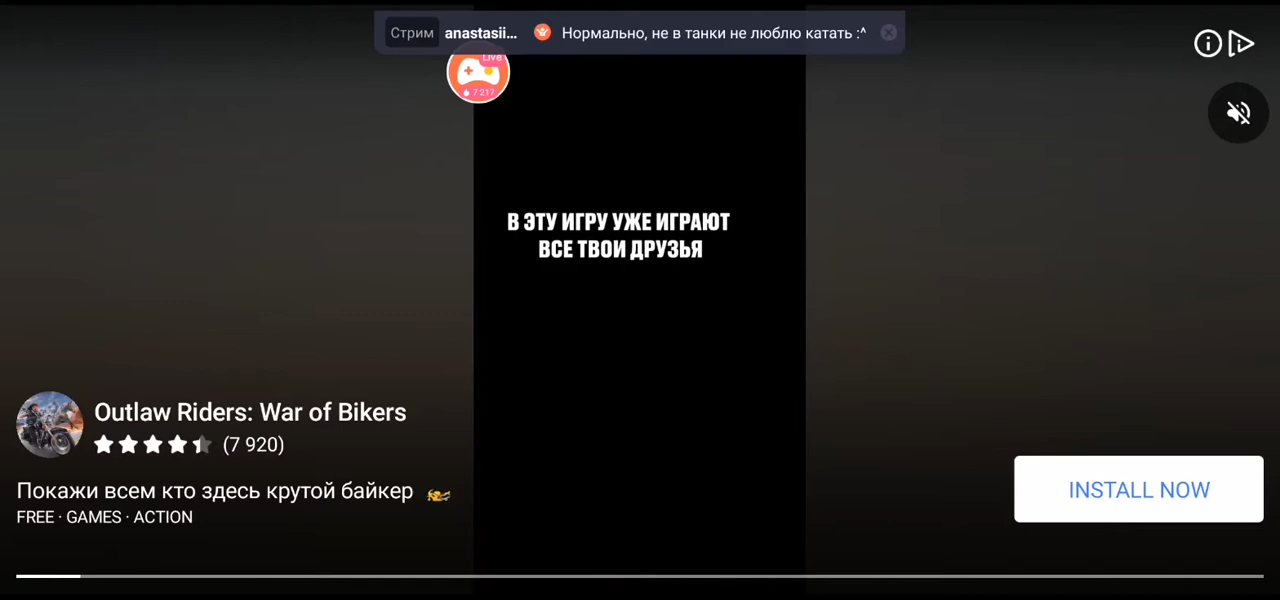 Стрим anastasii... Нормально, не в танки не люблю катать :^
Live
7 217
В ЭТУ ИГРУ УЖЕ ИГРАЮТ
ВСЕ ТВОИ ДРУЗЬЯ
Outlaw Riders: War of Bikers
(7 920)
Покажи всем кто здесь крутой байкер
FREE · GAMES · ACTION
INSTALL NOW